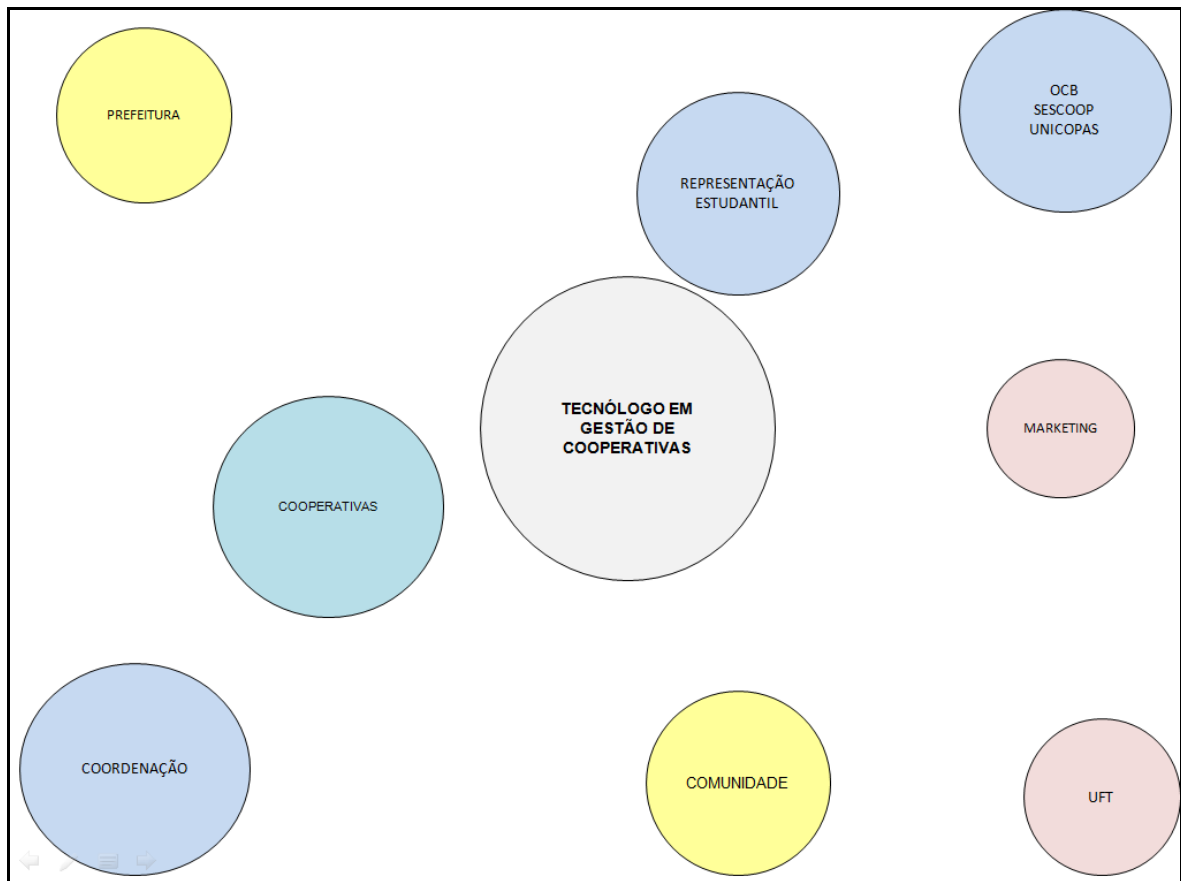 PREFEITURA
OCB
SESCOOP
UNICOPAS
REPRESENTAÇÃO
ESTUDANTIL
TECNÓLOGO EM
GESTÃO DE
COOPERATIVAS
MARKETING
COOPERATIVAS
COORDENAÇÃO
COMUNIDADE
UFT